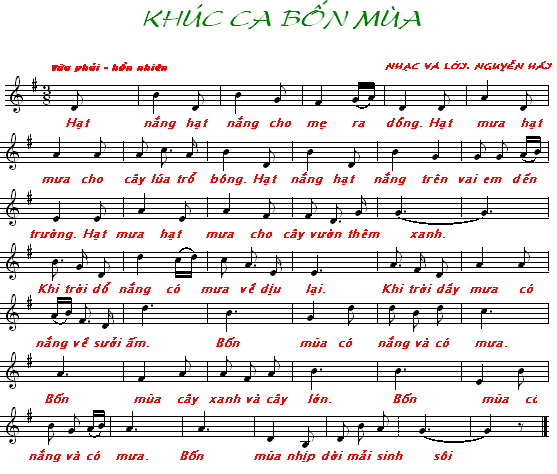 KHÚC CA BỐN MÙA
Vừa phải - hồn nhiên
NHẠC VÀ LỜI. NGUYỄN HẢI
Hạt nắng hạt nắng cho mẹ ra đồng. Hạt mưa hạt
mưa cho cây lúa trổ bông. Hạt nắng hạt nắng trên vai em đến
trường. Hạt mưa hạt mưa cho cây vườn thêm xanh.
Khi trời đổ nắng có mưa về dịu lại. Khi trời đầy mưa có
nắng về sưởi ấm. Bốn mùa có nắng và có mưa.
Bốn mùa cây xanh và cây lớn. Bốn mùa có
nắng và có mưa. Bốn mùa nhịp đời mãi sinh sôi